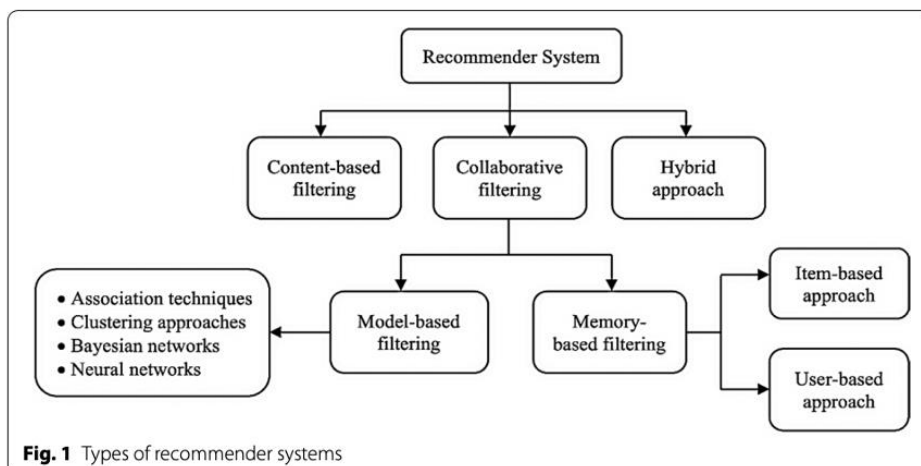 Recommender System
Content-based
filtering
Collaborative
filtering
Hybrid
approach
• Association techniques
• Clustering approaches
• Bayesian networks
• Neural networks
Model-based
filtering
Memory-
based filtering
Item-based
approach
User-based
approach
Fig. 1 Types of recommender systems